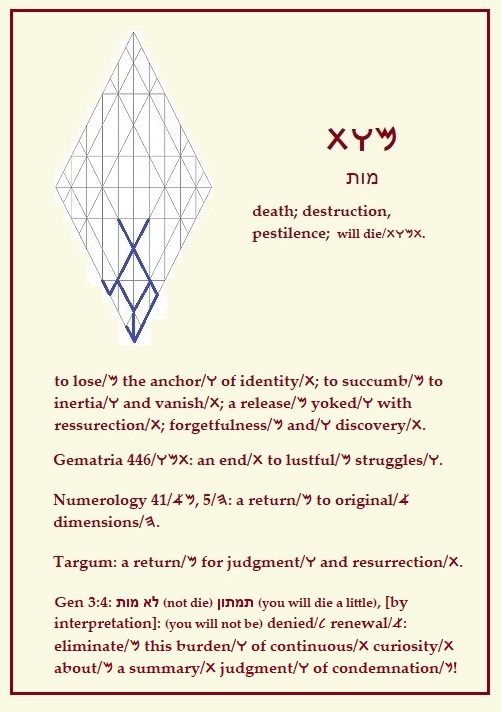 𐤌𐤅𐤕
מות
death; destruction,
pestilence; will die/𐤕𐤌𐤅𐤕.
to lose/𐤌 the anchor/𐤅 of identity/𐤕; to succumb/𐤌 to
inertia/𐤅 and vanish/𐤕; a release/𐤌 yoked/𐤅 with
ressurection/𐤕; forgetfulness/𐤌 and/𐤅 discovery/𐤕.
Gematria 446/𐤕𐤌𐤅: an end/𐤕 to lustful/𐤌 struggles/𐤅.
Numerology 41/𐤌𐤀, 5/𐤄: a return/𐤌 to original/𐤀
dimensions/𐤄.
Targum: a return/𐤌 for judgment/𐤅 and resurrection/𐤕.
Gen 3:4: לא מות (not die) תמתון (you will die a little), [by
interpretation]: (you will not be) denied/𐤋 renewal/𐤀:
eliminate/𐤌 this burden/𐤅 of continuous/𐤕 curiosity/𐤕
about/𐤌 a summary/𐤕 judgment/𐤅 of condemnation/𐤌!